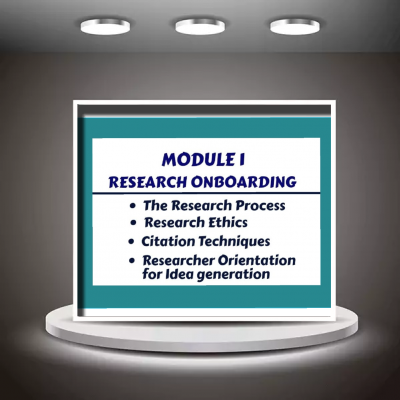 MODULE I
RESEARCH ONBOARDING
• The Research Process
• Research Ethics
• Citation Techniques
• Researcher Orientation
for Idea generation